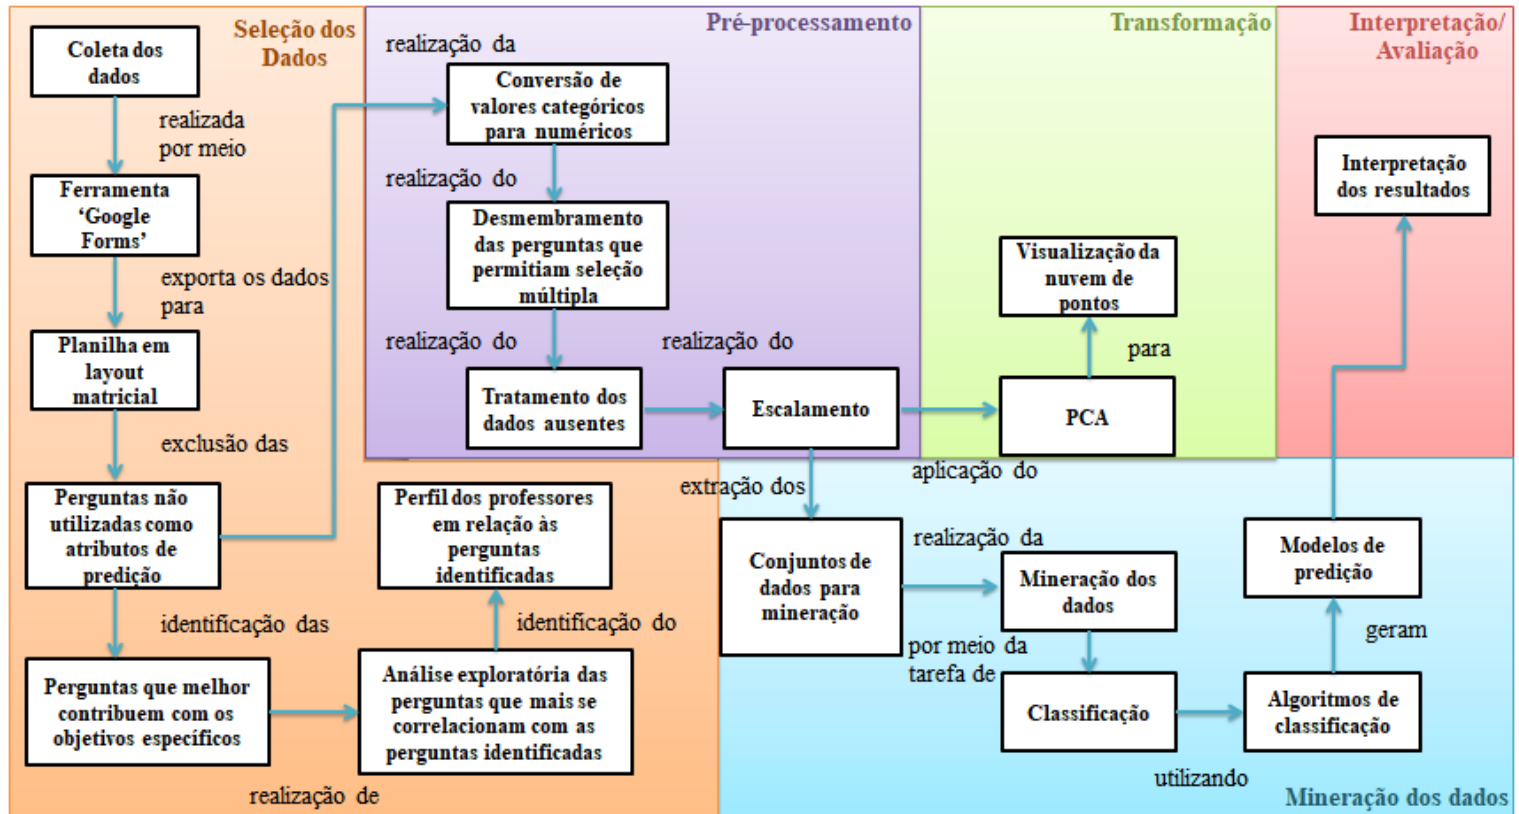 Seleção dos
Dados
Coleta dos
dados
realizada
por meio
Ferramenta
‘Google
Forms’
exporta os dados
para
Planilha em
layout
matricial
exclusão das
Perguntas não
utilizadas como
atributos de
predição
identificação das
Perguntas que melhor
contribuem com os
objetivos específicos
realização de
Análise exploratória das
perguntas que mais se
correlacionam com as
perguntas identificadas
identificação do
Perfil dos professores
em relação às
perguntas
identificadas
Pré-processamento
realização da
Conversão de
valores categóricos
para numéricos
realização do
Desmembramento
das perguntas que
permitiam seleção
múltipla
realização do
Tratamento dos
dados ausentes
realização do
Escalamento
Transformação
aplicação do
PCA
para
Visualização da
nuvem de
pontos
extração dos
Conjuntos de
dados para
mineração
realização da
Mineração dos
dados
por meio da
tarefa de
Classificação
utilizando
Algoritmos de
classificação
geram
Modelos de
predição
Mineração dos dados
Interpretação/
Avaliação
Interpretação
dos resultados